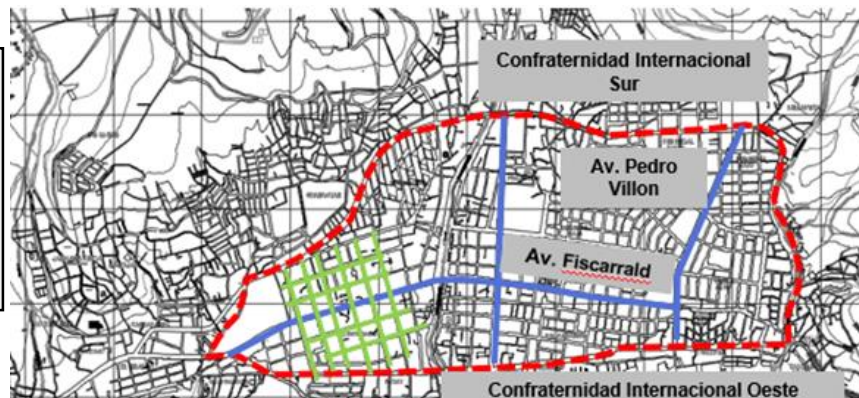 Confraternidad Internacional
Sur
Av. Pedro
Villon
Av. Fiscarrald
Confraternidad Internacional Oeste